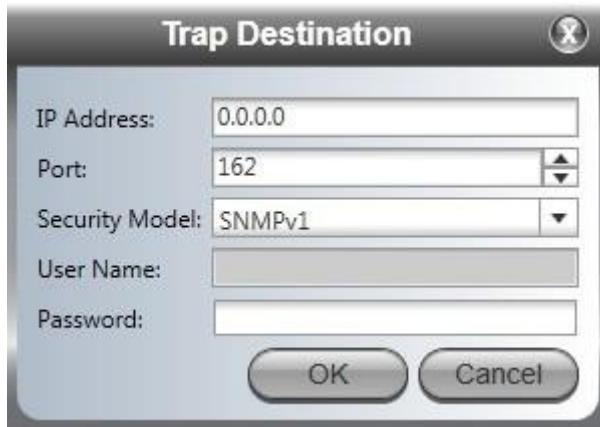 Trap Destination X
IP Address: 0.0.0.0
Port: 162
Security Model: SNMPv1
User Name:
Password:
OK Cancel